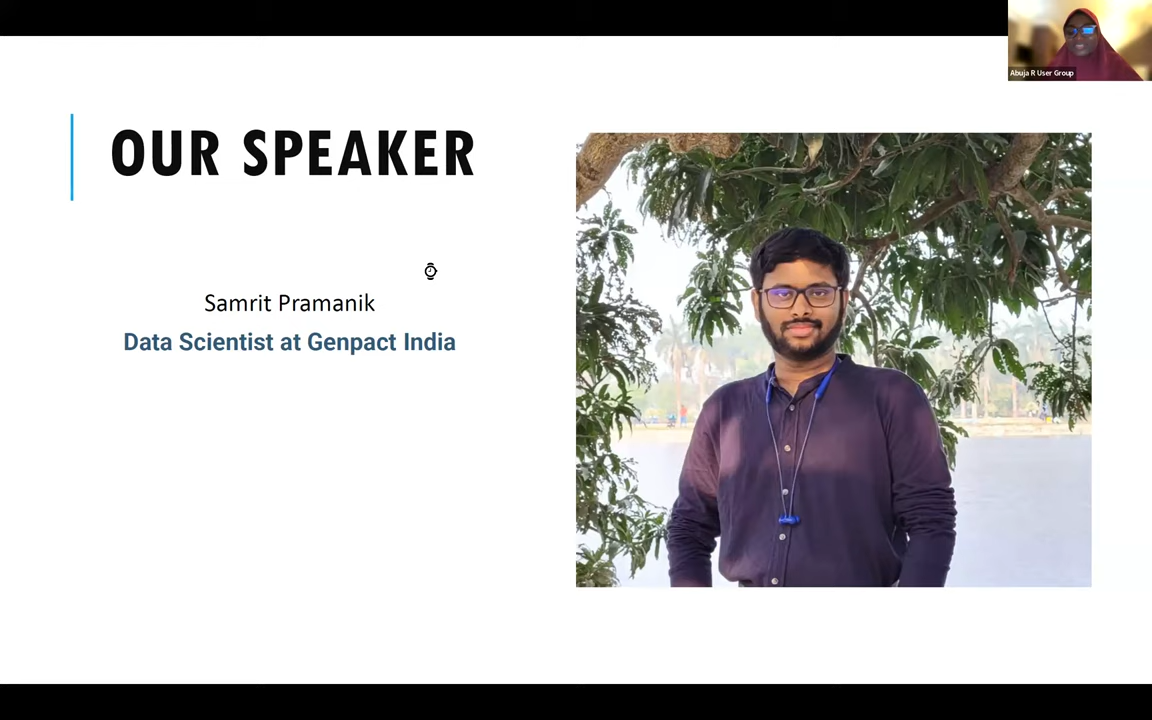 Abuja R User Group
OUR SPEAKER
Samrit Pramanik
Data Scientist at Genpact India